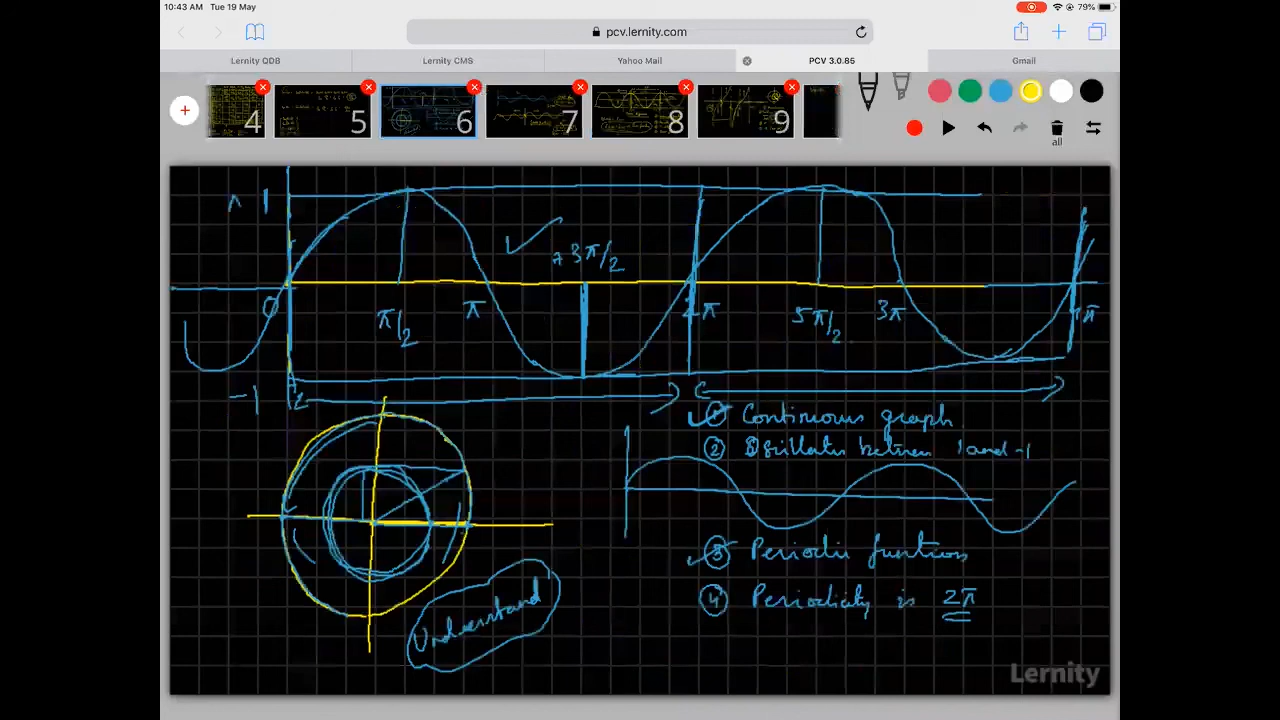 10:43 AM Tue 19 May
79%
pcv.lernity.com
Lernity QDB
Lernity CMS
Yahoo Mail
PCV 3.0.85
Gmail
4
5
6
7
8
9
all
1
3π/2
0
π/2
π
2π
5π/2
3π
4π
-1
① Continuous graph
② Oscillates between 1 and -1
③ Periodic function
④ Periodicity is 2π
Understand
Lernity